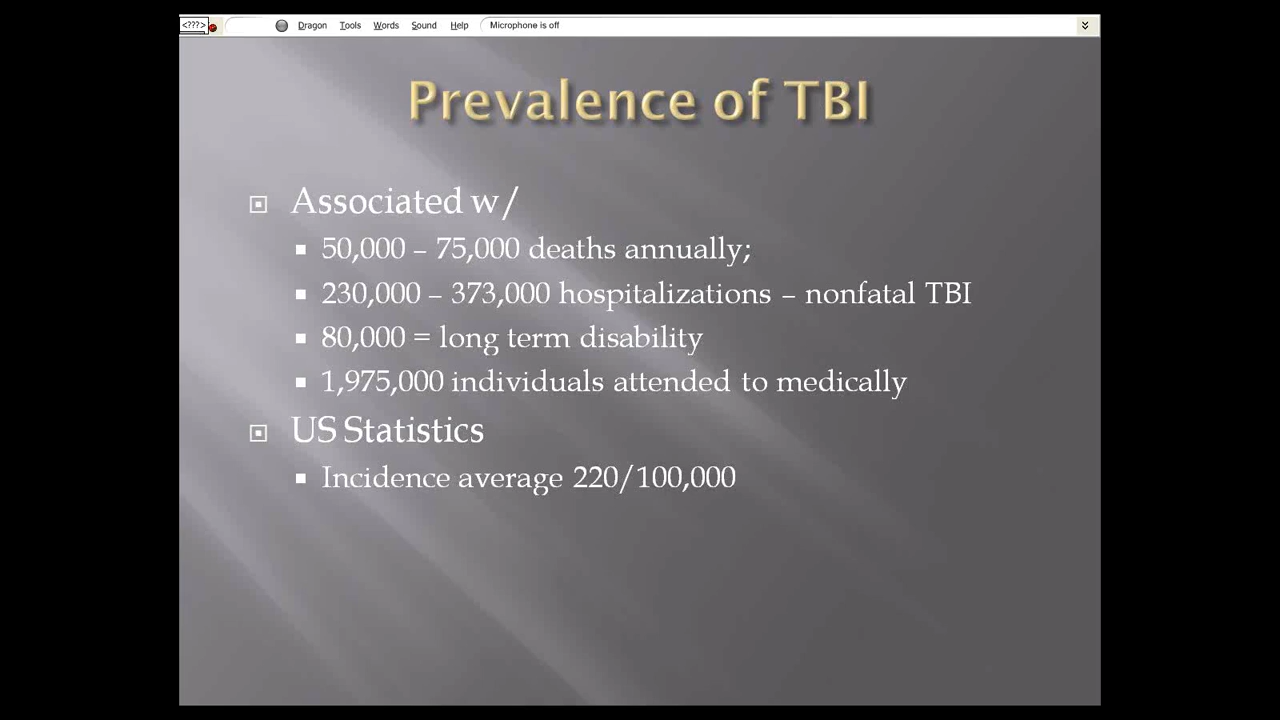 <???> Dragon Tools Words Sound Help Microphone is off
Prevalence of TBI
Associated w/
50,000 – 75,000 deaths annually;
230,000 – 373,000 hospitalizations – nonfatal TBI
80,000 = long term disability
1,975,000 individuals attended to medically
US Statistics
Incidence average 220/100,000